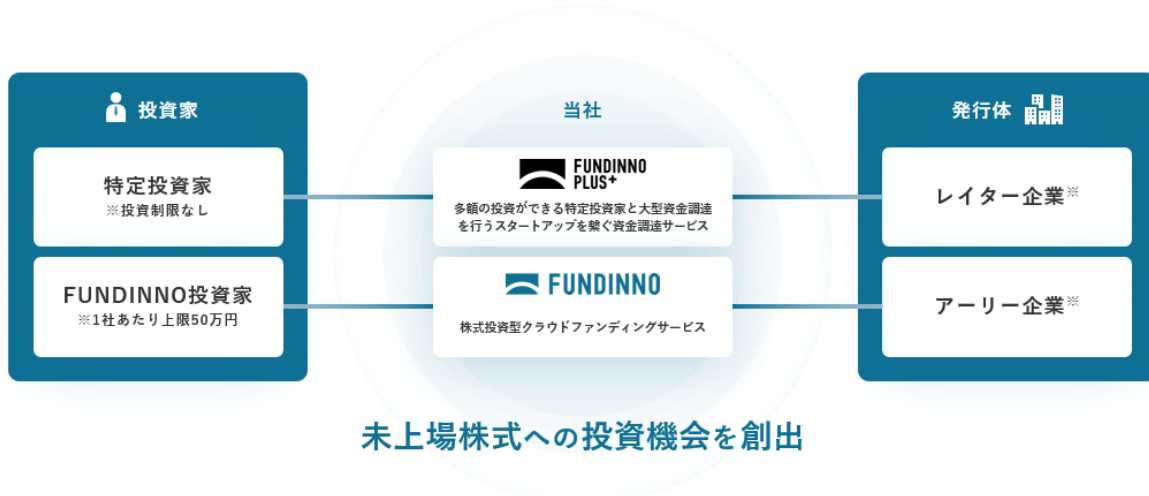 投資家
特定投資家
※投資制限なし
FUNDINNO投資家
※1社あたり上限50万円
当社
FUNDINNO
PLUS+
多額の投資ができる特定投資家と大型資金調達
を行うスタートアップを繋ぐ資金調達サービス
FUNDINNO
株式投資型クラウドファンディングサービス
発行体
レイター企業※
アーリー企業※
未上場株式への投資機会を創出